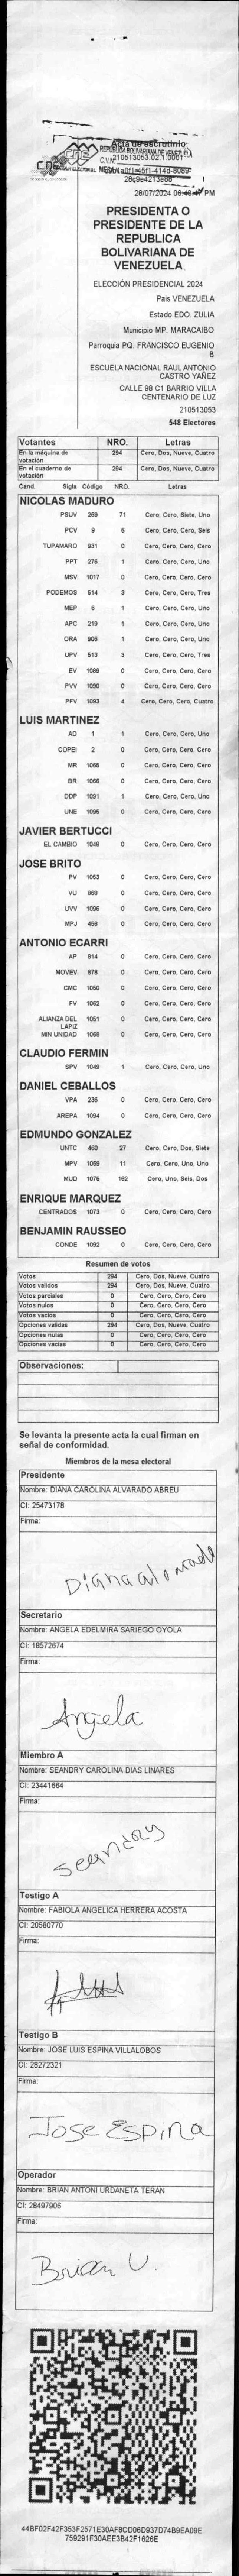 Acta de escrutinio
REPÚBLICA BOLIVARIANA DE VENEZUELA
CNE
210513053.02.1.0001
28/07/2024 PM
PRESIDENTA O
PRESIDENTE DE LA
REPUBLICA
BOLIVARIANA DE
VENEZUELA
ELECCIÓN PRESIDENCIAL 2024
Pais VENEZUELA
Estado EDO. ZULIA
Municipio MP. MARACAIBO
Parroquia PQ. FRANCISCO EUGENIO
B
ESCUELA NACIONAL RAUL ANTONIO
CASTRO YAÑEZ
CALLE 98 C1 BARRIO VILLA
CENTENARIO DE LUZ
210513053
548 Electores
Votantes NRO. Letras
En la máquina de votación 294 Cero, Dos, Nueve, Cuatro
En el cuaderno de votación 294 Cero, Dos, Nueve, Cuatro
Cand. Sigla Código NRO. Letras
NICOLAS MADURO
PSUV 269 71 Cero, Cero, Siete, Uno
PCV 9 6 Cero, Cero, Cero, Seis
TUPAMARO 931 0 Cero, Cero, Cero, Cero
PPT 276 1 Cero, Cero, Cero, Uno
MSV 1017 0 Cero, Cero, Cero, Cero
PODEMOS 514 3 Cero, Cero, Cero, Tres
MEP 6 1 Cero, Cero, Cero, Uno
APC 219 1 Cero, Cero, Cero, Uno
ORA 906 1 Cero, Cero, Cero, Uno
UPV 513 3 Cero, Cero, Cero, Tres
EV 1089 0 Cero, Cero, Cero, Cero
PVV 1090 0 Cero, Cero, Cero, Cero
PFV 1093 4 Cero, Cero, Cero, Cuatro
LUIS MARTINEZ
AD 1 1 Cero, Cero, Cero, Uno
COPEI 2 0 Cero, Cero, Cero, Cero
MR 1065 0 Cero, Cero, Cero, Cero
BR 1066 0 Cero, Cero, Cero, Cero
DDP 1091 1 Cero, Cero, Cero, Uno
UNE 1095 0 Cero, Cero, Cero, Cero
JAVIER BERTUCCI
EL CAMBIO 1046 0 Cero, Cero, Cero, Cero
JOSE BRITO
PV 1053 0 Cero, Cero, Cero, Cero
VU 968 0 Cero, Cero, Cero, Cero
UVV 1096 0 Cero, Cero, Cero, Cero
MPJ 459 0 Cero, Cero, Cero, Cero
ANTONIO ECARRI
AP 814 0 Cero, Cero, Cero, Cero
MOVEV 878 0 Cero, Cero, Cero, Cero
CMC 1050 0 Cero, Cero, Cero, Cero
FV 1062 0 Cero, Cero, Cero, Cero
ALIANZA DEL LAPIZ 1051 0 Cero, Cero, Cero, Cero
MIN UNIDAD 1068 0 Cero, Cero, Cero, Cero
CLAUDIO FERMIN
SPV 1049 1 Cero, Cero, Cero, Uno
DANIEL CEBALLOS
VPA 236 0 Cero, Cero, Cero, Cero
AREPA 1094 0 Cero, Cero, Cero, Cero
EDMUNDO GONZALEZ
UNTC 460 27 Cero, Cero, Dos, Siete
MPV 1069 11 Cero, Cero, Uno, Uno
MUD 1075 162 Cero, Uno, Seis, Dos
ENRIQUE MARQUEZ
CENTRADOS 1073 0 Cero, Cero, Cero, Cero
BENJAMIN RAUSSEO
CONDE 1092 0 Cero, Cero, Cero, Cero
Resumen de votos
Votos 294 Cero, Dos, Nueve, Cuatro
Votos validos 294 Cero, Dos, Nueve, Cuatro
Votos parciales 0 Cero, Cero, Cero, Cero
Votos nulos 0 Cero, Cero, Cero, Cero
Votos vacios 0 Cero, Cero, Cero, Cero
Opciones validas 294 Cero, Dos, Nueve, Cuatro
Opciones nulas 0 Cero, Cero, Cero, Cero
Opciones vacias 0 Cero, Cero, Cero, Cero
Observaciones:
Se levanta la presente acta la cual firman en
señal de conformidad.
Miembros de la mesa electoral
Presidente
Nombre: DIANA CAROLINA ALVARADO ABREU
CI: 25473178
Firma:
Diana alvarado
Secretario
Nombre: ANGELA EDELMIRA SARIEGO OYOLA
CI: 18572674
Firma:
Angela
Miembro A
Nombre: SEANDRY CAROLINA DIAS LINARES
CI: 23441664
Firma:
Seandry
Testigo A
Nombre: FABIOLA ANGELICA HERRERA ACOSTA
CI: 20580770
Firma:
Testigo B
Nombre: JOSE LUIS ESPINA VILLALOBOS
CI: 28272321
Firma:
Jose Espina
Operador
Nombre: BRIAN ANTONI URDANETA TERAN
CI: 28497906
Firma:
Brian U.
44BF02F42F353F2571E30AF8CD06D937D74B9EA09E
759291F30AEE3B42F1626E